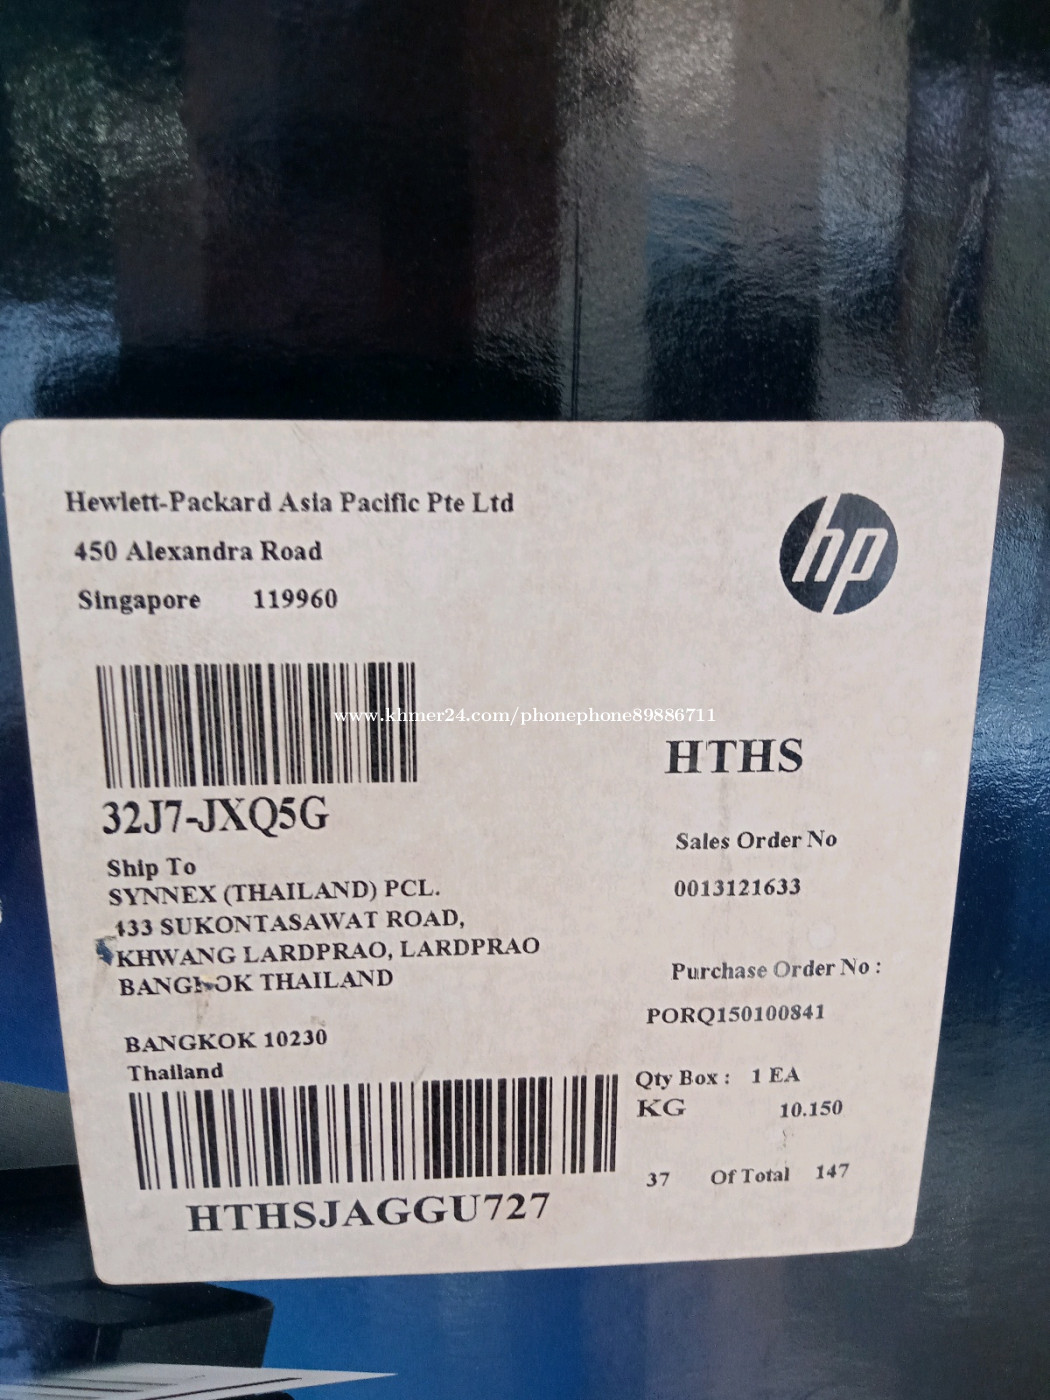 Hewlett-Packard Asia Pacific Pte Ltd
450 Alexandra Road
Singapore 119960
hp
www.khmer24.com/phonephone89886711
HTHS
32J7-JXQ5G
Sales Order No
0013121633
Ship To
SYNNEX (THAILAND) PCL.
433 SUKONTASAWAT ROAD,
KHWANG LARDPRAO, LARDPRAO
BANGKOK THAILAND
Purchase Order No :
PORQ150100841
BANGKOK 10230
Thailand
Qty Box : 1 EA
KG 10.150
37 Of Total 147
HTHSJAGGU727